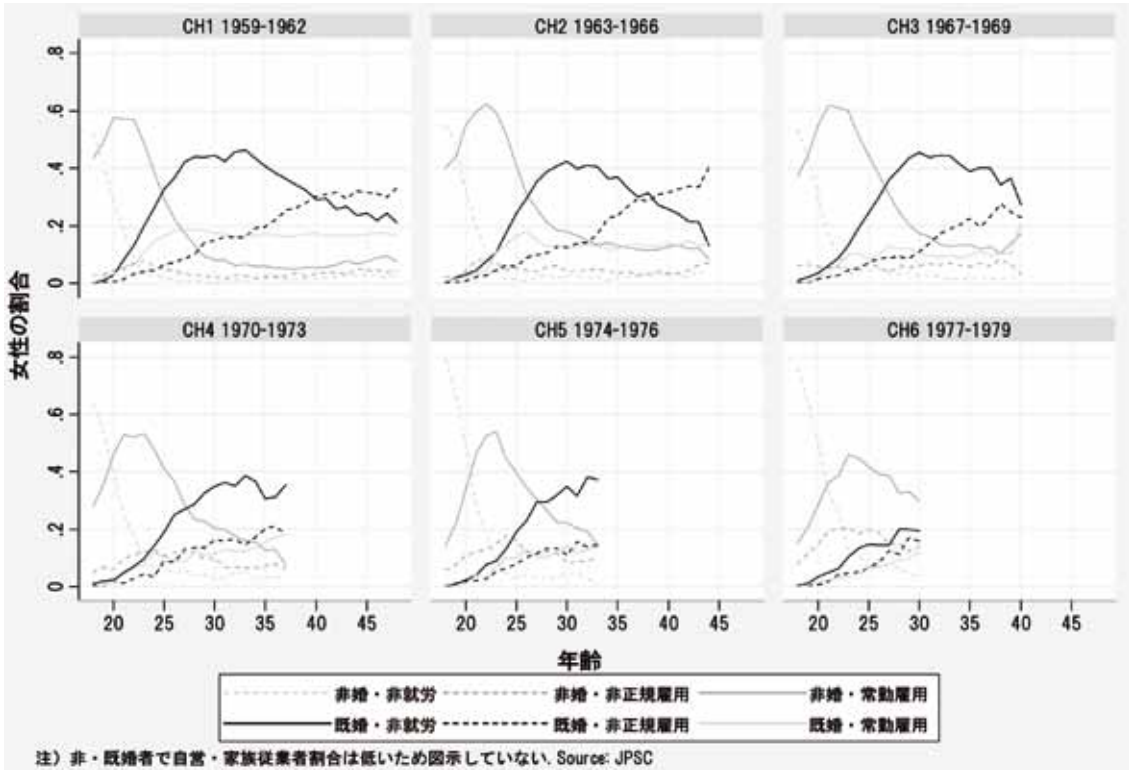 CH1 1959-1962 CH2 1963-1966 CH3 1967-1969
.8
.6
.4
.2
0
CH4 1970-1973 CH5 1974-1976 CH6 1977-1979
.8
.6
.4
.2
0
女性の割合
20 25 30 35 40 45 20 25 30 35 40 45 20 25 30 35 40 45
年齢
非婚・非就労 非婚・非正規雇用 非婚・常勤雇用
既婚・非就労 既婚・非正規雇用 既婚・常勤雇用
注）非・既婚者で自営・家族従業者割合は低いため図示していない. Source: JPSC